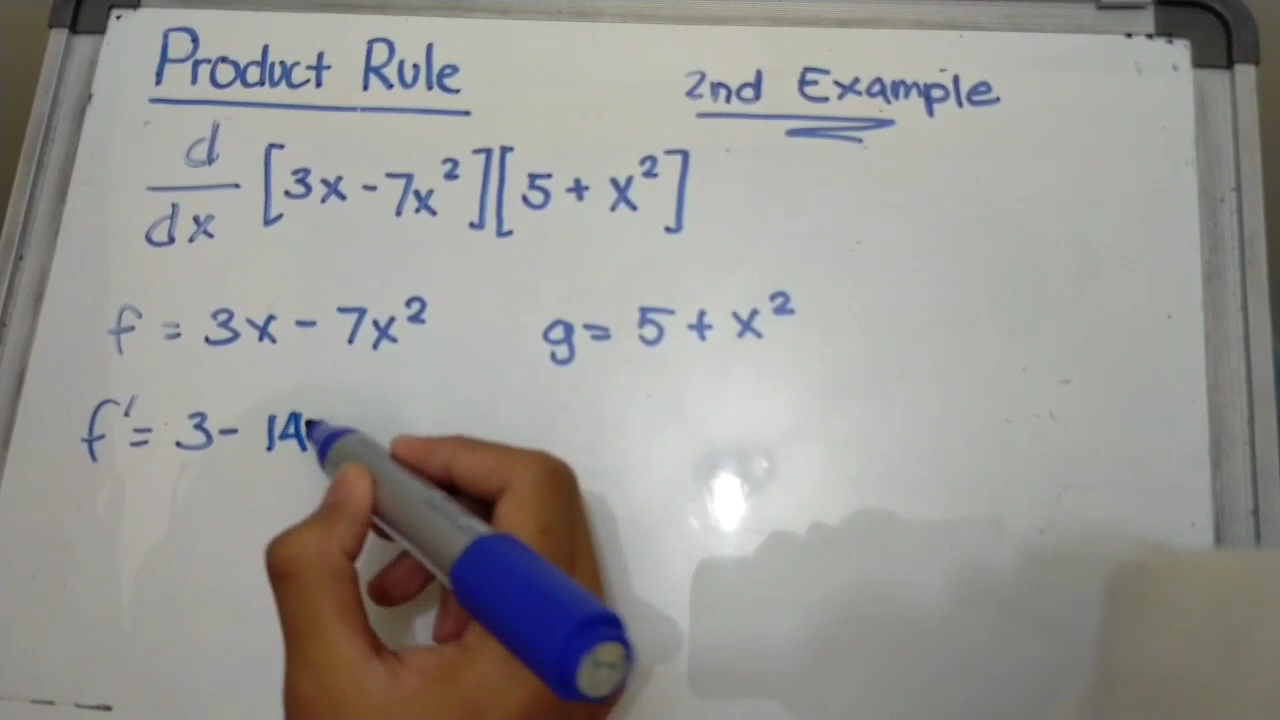 Product Rule
2nd Example
d/dx [3x - 7x²][5 + x²]
f = 3x - 7x²
g = 5 + x²
f' = 3 - 14